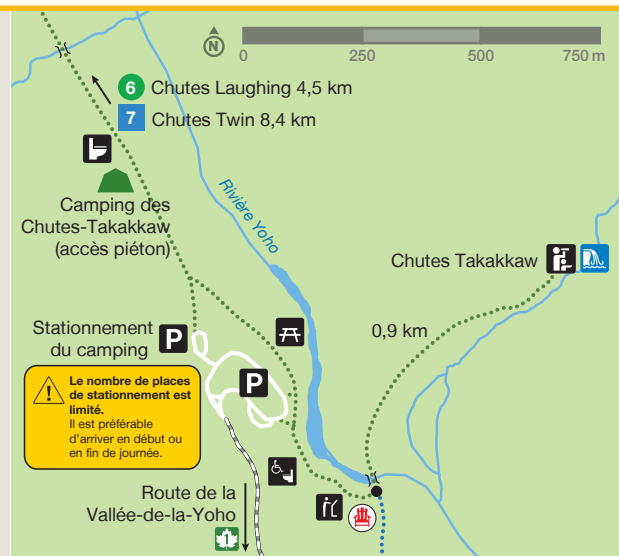 N
0 250 500 750 m
6 Chutes Laughing 4,5 km
7 Chutes Twin 8,4 km
Rivière Yoho
Camping des
Chutes-Takakkaw
(accès piéton)
Chutes Takakkaw
0,9 km
Stationnement
du camping
P
P
Le nombre de places
de stationnement est
limité.
Il est préférable
d'arriver en début ou
en fin de journée.
!
Route de la
Vallée-de-la-Yoho
1